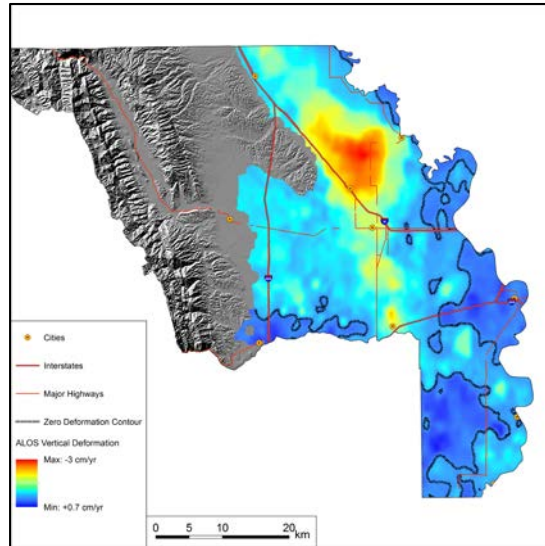 Cities
Interstates
Major Highways
Zero Deformation Contour
ALOS Vertical Deformation
Max: -3 cm/yr
Min: +0.7 cm/yr
0 5 10 20
km